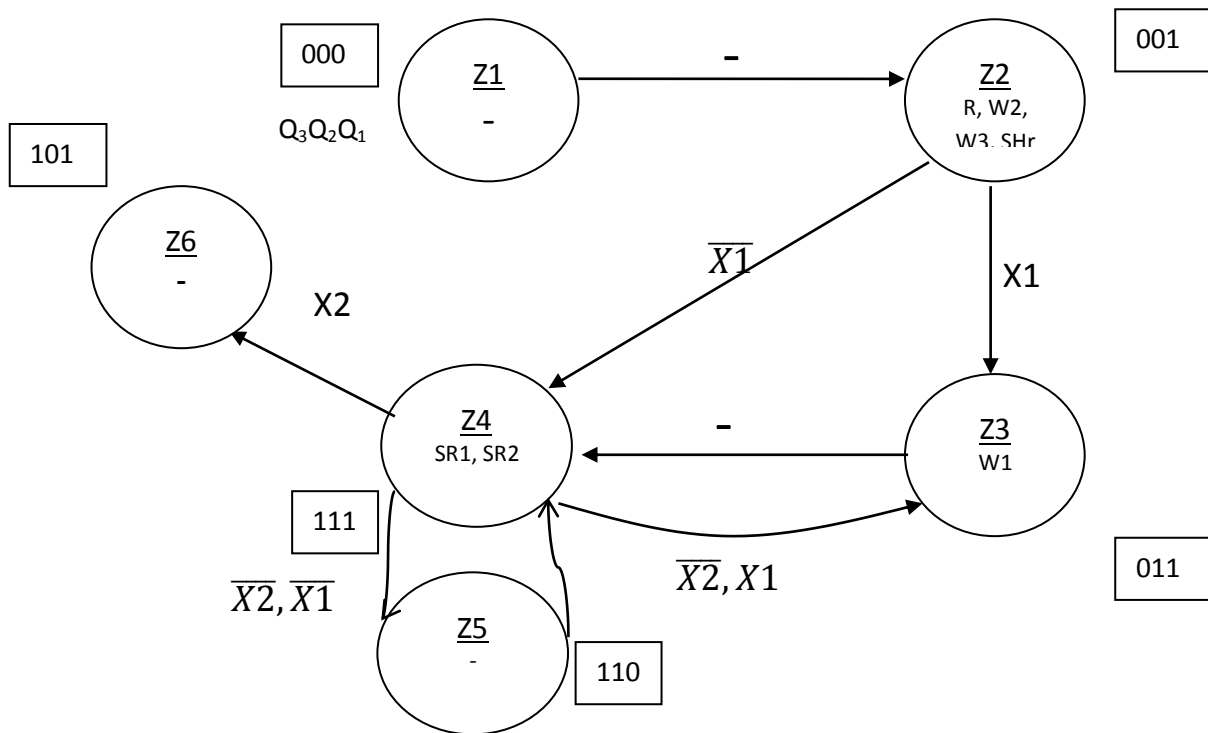 000
Z1
-
-
Z2
R, W2,
W3, SHr
001
Q₃Q₂Q₁
101
Z6
-
X2
X̅1̅
X1
Z4
SR1, SR2
-
Z3
W1
111
X̅2̅, X̅1̅
X̅2̅, X1
011
Z5
-
110